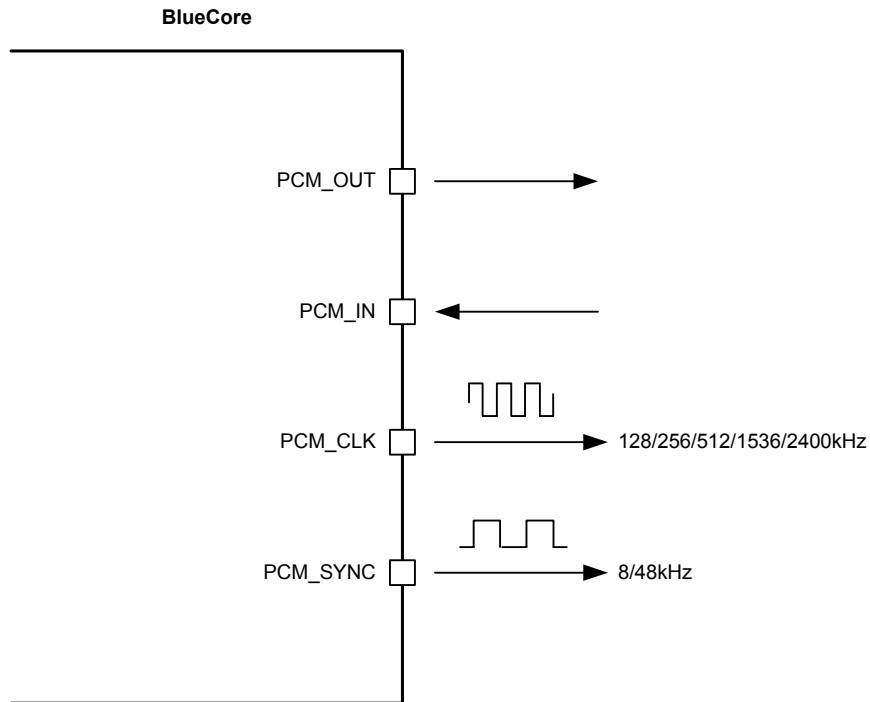 BlueCore
PCM_OUT
PCM_IN
PCM_CLK
128/256/512/1536/2400kHz
PCM_SYNC
8/48kHz